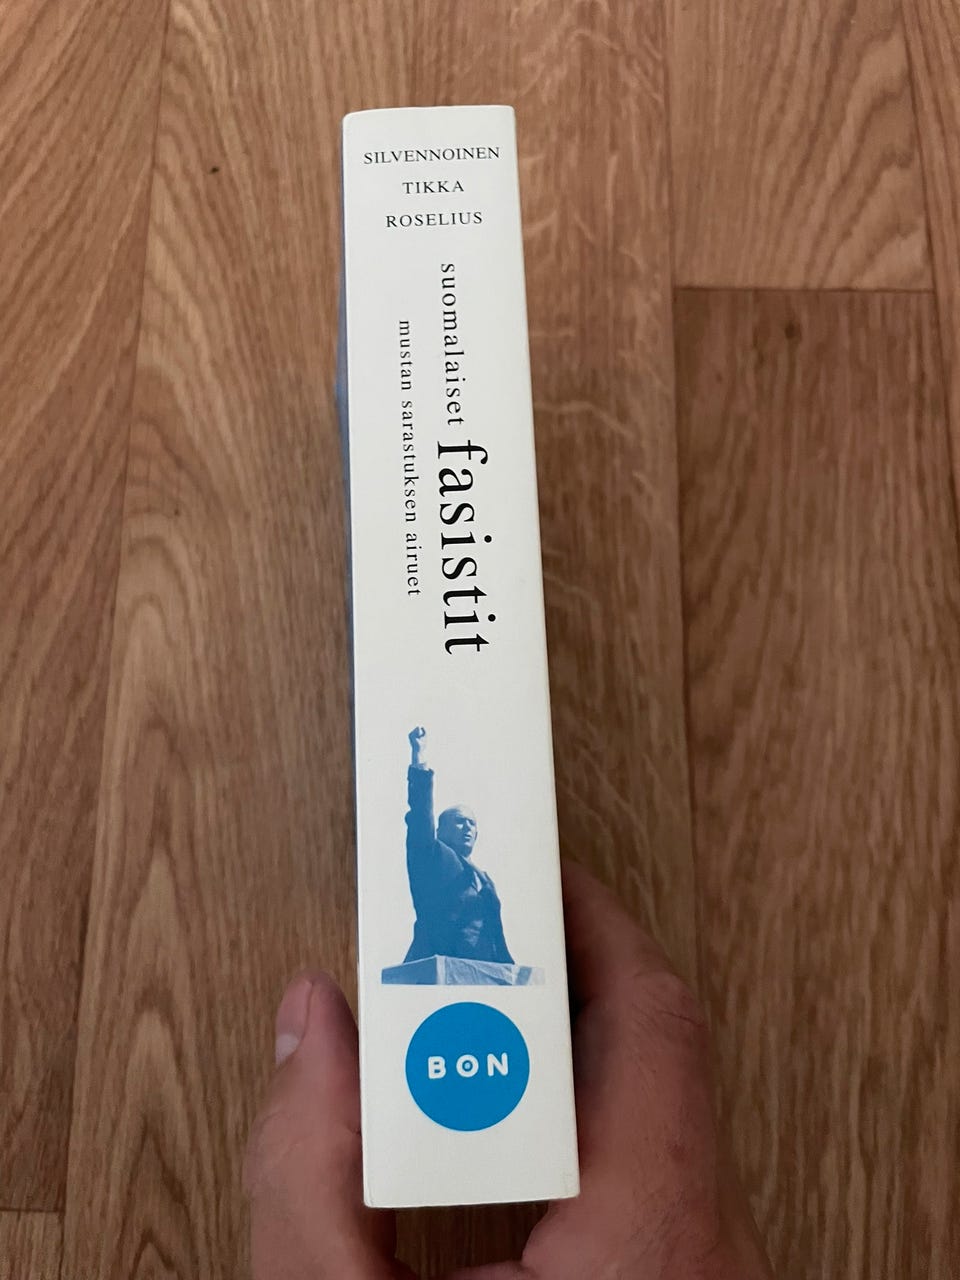 SILVENNOINEN
TIKKA
ROSELIUS
suomalaiset fasistit
mustan sarastuksen airuet
BON